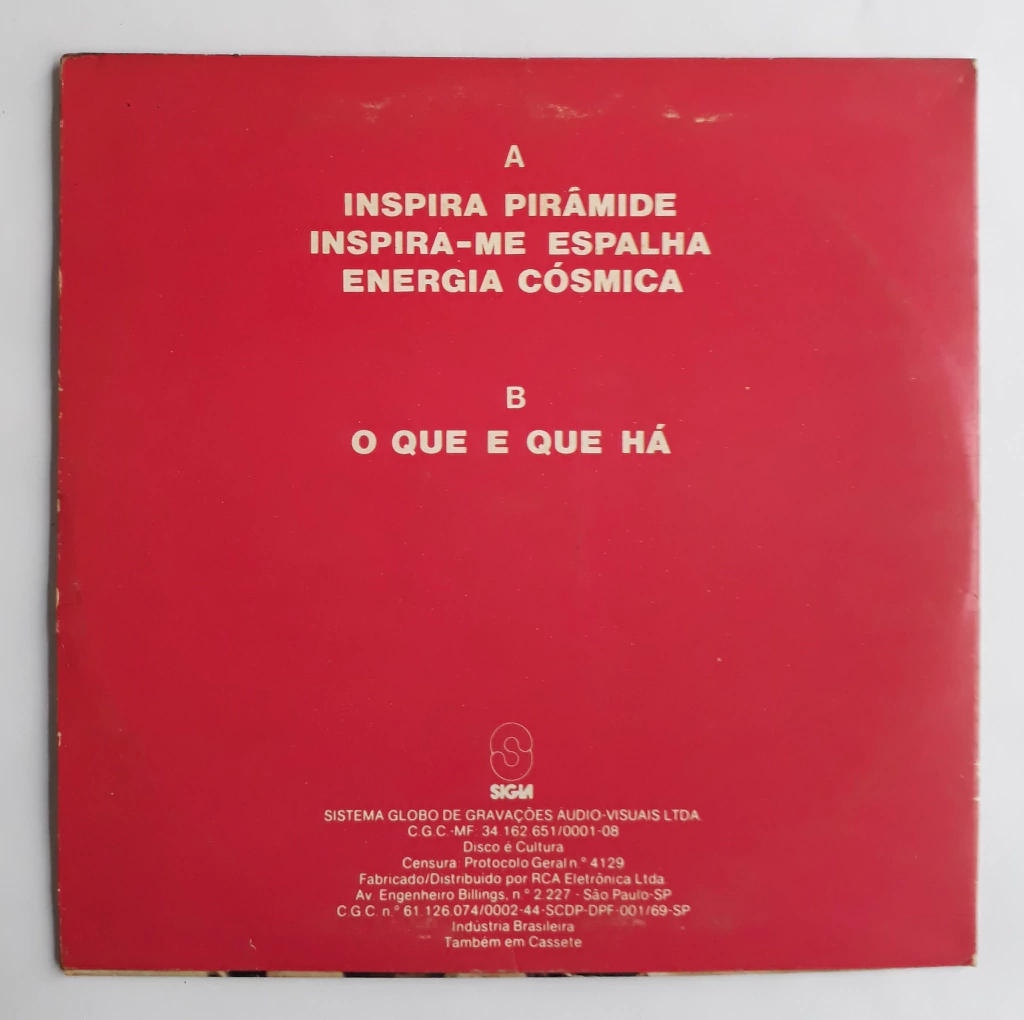 A
INSPIRA PIRÂMIDE
INSPIRA-ME ESPALHA
ENERGIA CÓSMICA
B
O QUE E QUE HÁ
SIGLA
SISTEMA GLOBO DE GRAVAÇÕES ÁUDIO-VISUAIS LTDA.
C.G.C.-MF: 34.162.651/0001-08
Disco é Cultura
Censura: Protocolo Geral n.° 4129
Fabricado/Distribuido por RCA Eletrônica Ltda.
Av. Engenheiro Billings, n.° 2.227 - São Paulo-SP
C.G.C. n.° 61.126.074/0002-44-SCDP-DPF-001/69-SP
Indústria Brasileira
Também em Cassete